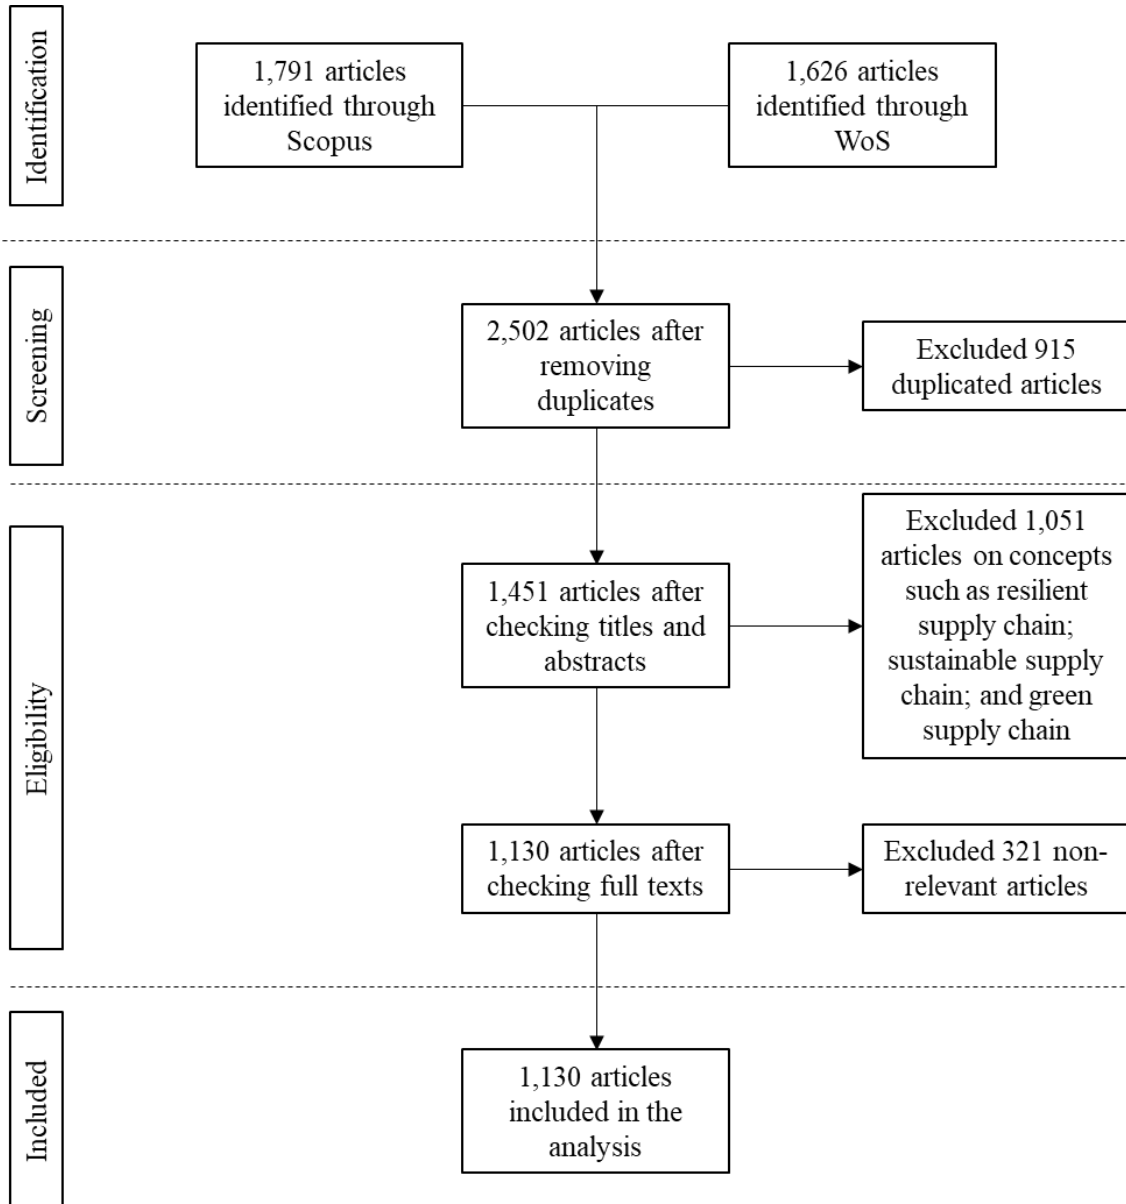 Identification
1,791 articles
identified through
Scopus
1,626 articles
identified through
WoS
Screening
2,502 articles after
removing
duplicates
Excluded 915
duplicated articles
Eligibility
1,451 articles after
checking titles and
abstracts
Excluded 1,051
articles on concepts
such as resilient
supply chain;
sustainable supply
chain; and green
supply chain
1,130 articles after
checking full texts
Excluded 321 non-
relevant articles
Included
1,130 articles
included in the
analysis